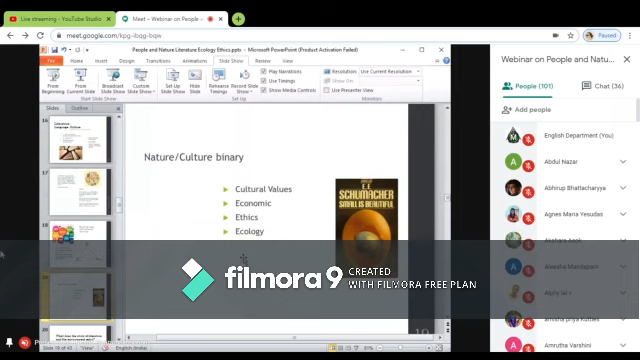 Live streaming - YouTube Studio
Meet – Webinar on People an
meet.google.com/kpg-ibqg-bqw
Paused
People and Nature Literature Ecology Ethics.pptx - Microsoft PowerPoint (Product Activation Failed)
File
Home
Insert
Design
Transitions
Animations
Slide Show
Review
View
From Beginning
From Current Slide
Broadcast Slide Show
Custom Slide Show
Set Up Slide Show
Hide Slide
Rehearse Timings
Record Slide Show
Play Narrations
Use Timings
Show Media Controls
Resolution: Use Current Resolution
Show On:
Use Presenter View
Start Slide Show
Set Up
Monitors
Slides
Outline
16
17
18
20
Nature/Culture binary
Cultural Values
Economic
Ethics
Ecology
E.F.
SCHUMACHER
SMALL IS BEAUTIFUL
19
filmora 9
CREATED
WITH FILMORA FREE PLAN
Webinar on People and Natu...
People (101)
Chat (36)
Add people
English Department (You)
Abdul Nazar
Abhirup Bhattacharyya
Agnes Maria Yesudas
Akshara Asok
Aleesha Mandapam
Amrutha Varshini